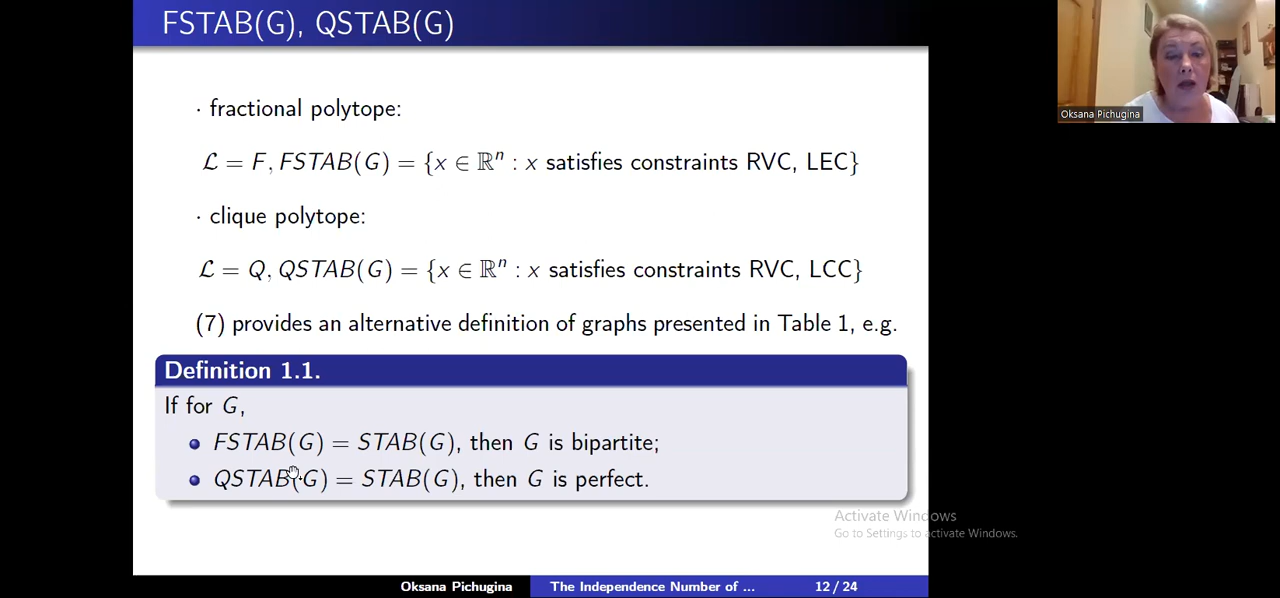 FSTAB(G), QSTAB(G)
· fractional polytope:
ℒ = F, FSTAB(G) = {x ∈ ℝⁿ : x satisfies constraints RVC, LEC}
· clique polytope:
ℒ = Q, QSTAB(G) = {x ∈ ℝⁿ : x satisfies constraints RVC, LCC}
(7) provides an alternative definition of graphs presented in Table 1, e.g.
Definition 1.1.
If for G,
FSTAB(G) = STAB(G), then G is bipartite;
QSTAB(G) = STAB(G), then G is perfect.
Activate Windows
Go to Settings to activate Windows.
Oksana Pichugina The Independence Number of ... 12 / 24
Oksana Pichugina